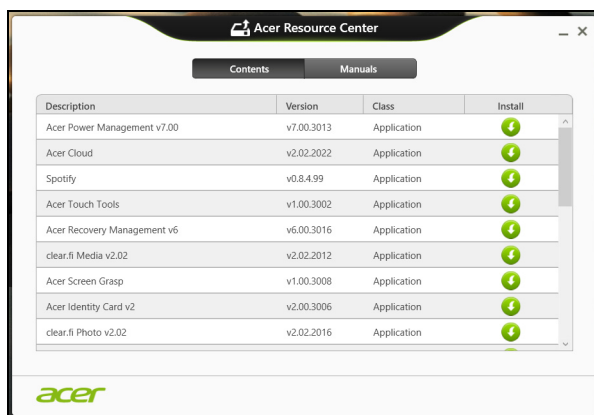 Acer Resource Center
Contents Manuals
Description Version Class Install
Acer Power Management v7.00 v7.00.3013 Application
Acer Cloud v2.02.2022 Application
Spotify v0.8.4.99 Application
Acer Touch Tools v1.00.3002 Application
Acer Recovery Management v6 v6.00.3016 Application
clear.fi Media v2.02 v2.02.2012 Application
Acer Screen Grasp v1.00.3008 Application
Acer Identity Card v2 v2.00.3006 Application
clear.fi Photo v2.02 v2.02.2016 Application
acer